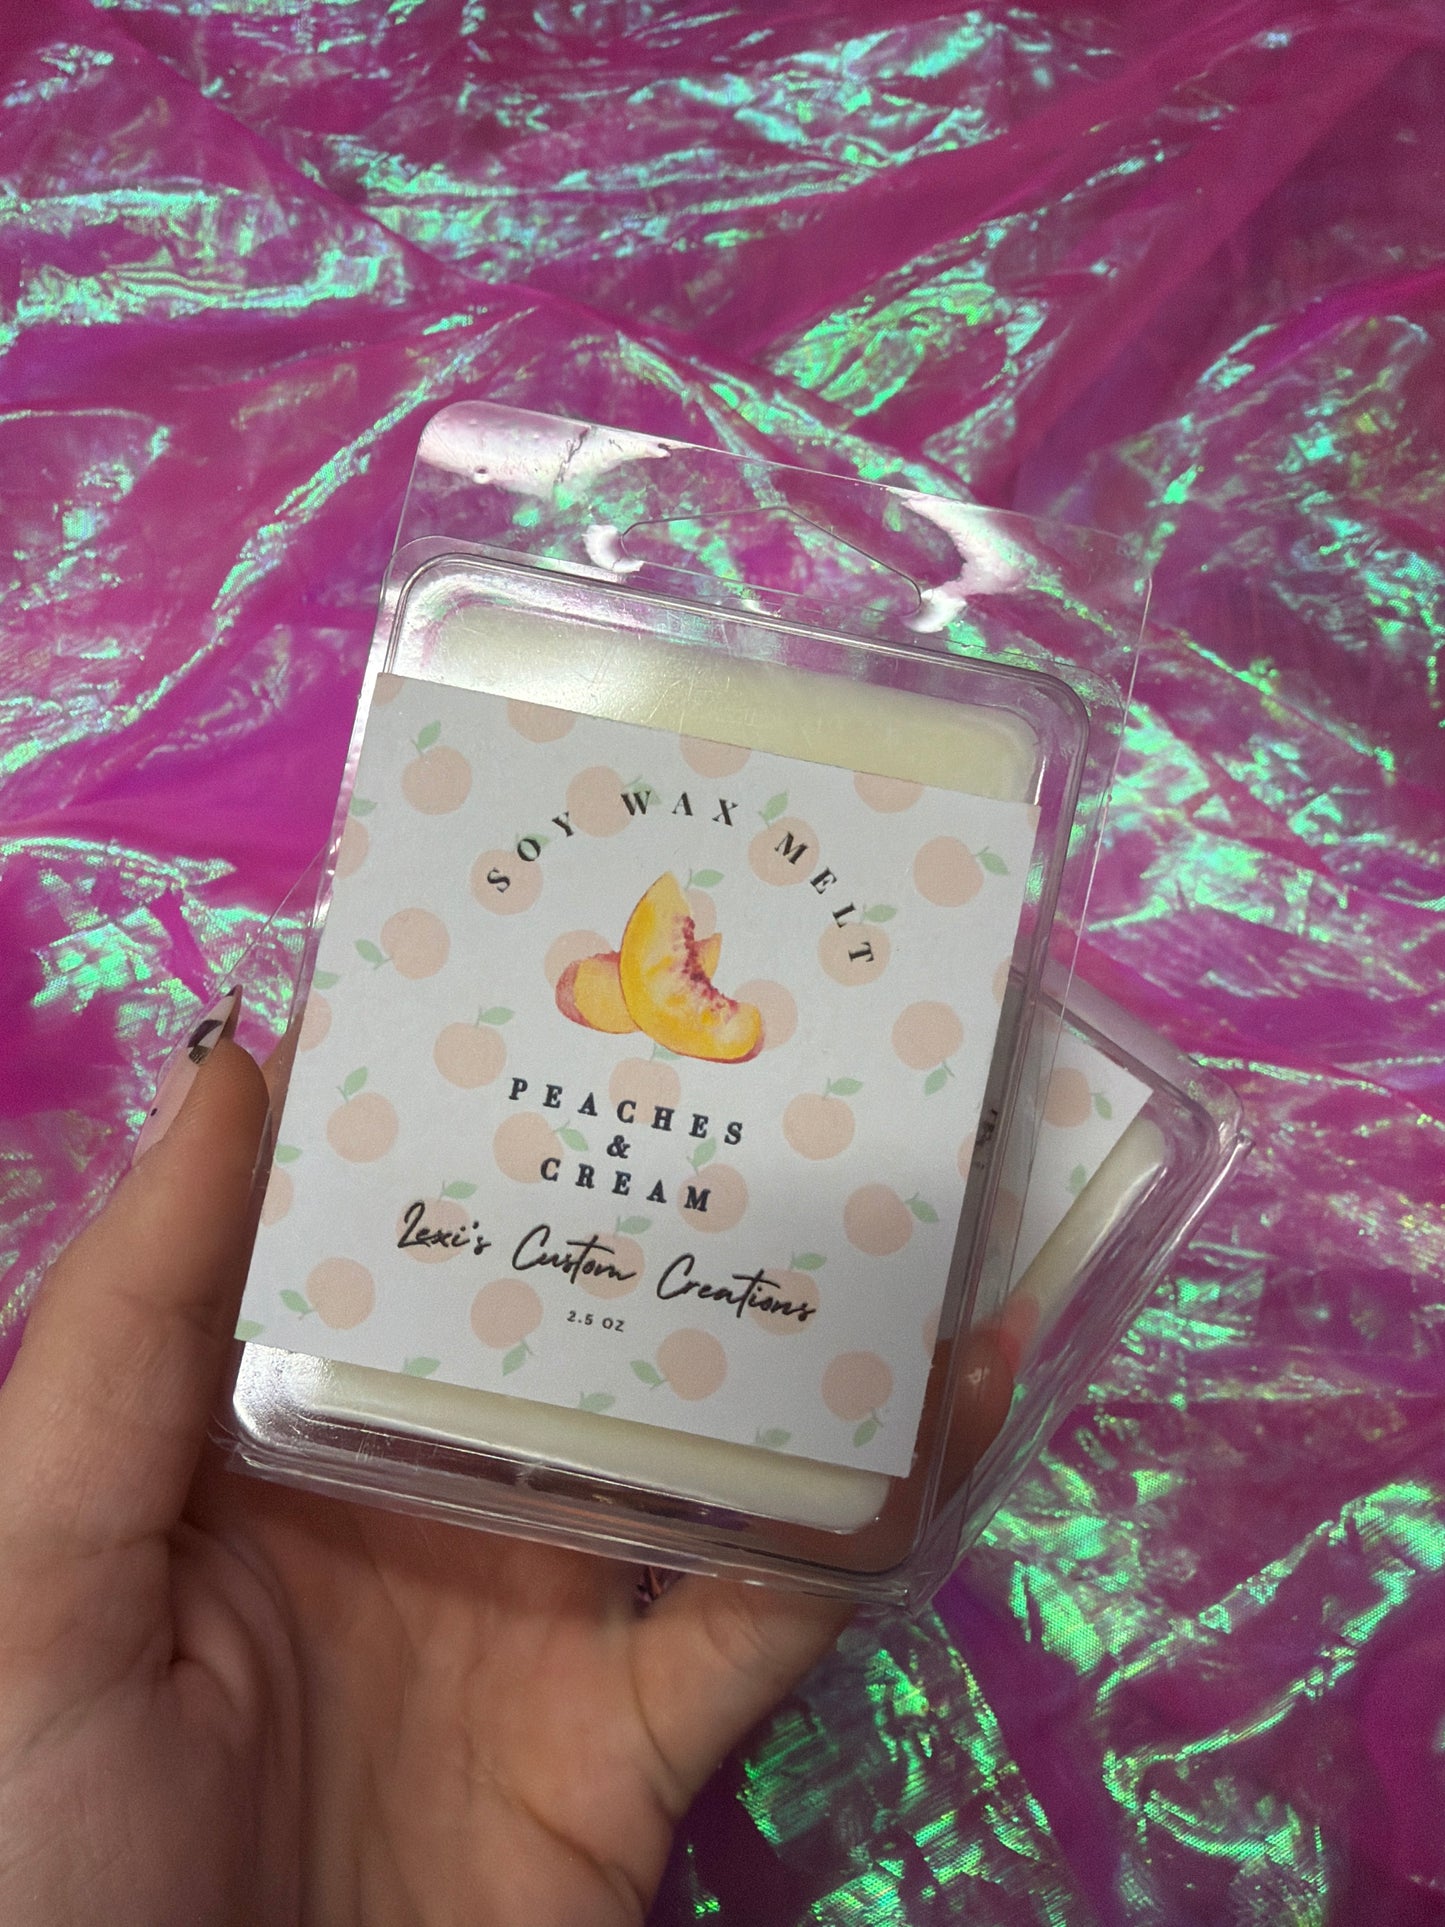 SOY WAX MELT
PEACHES
&
CREAM
Lexi's Custom Creations
2.5 OZ